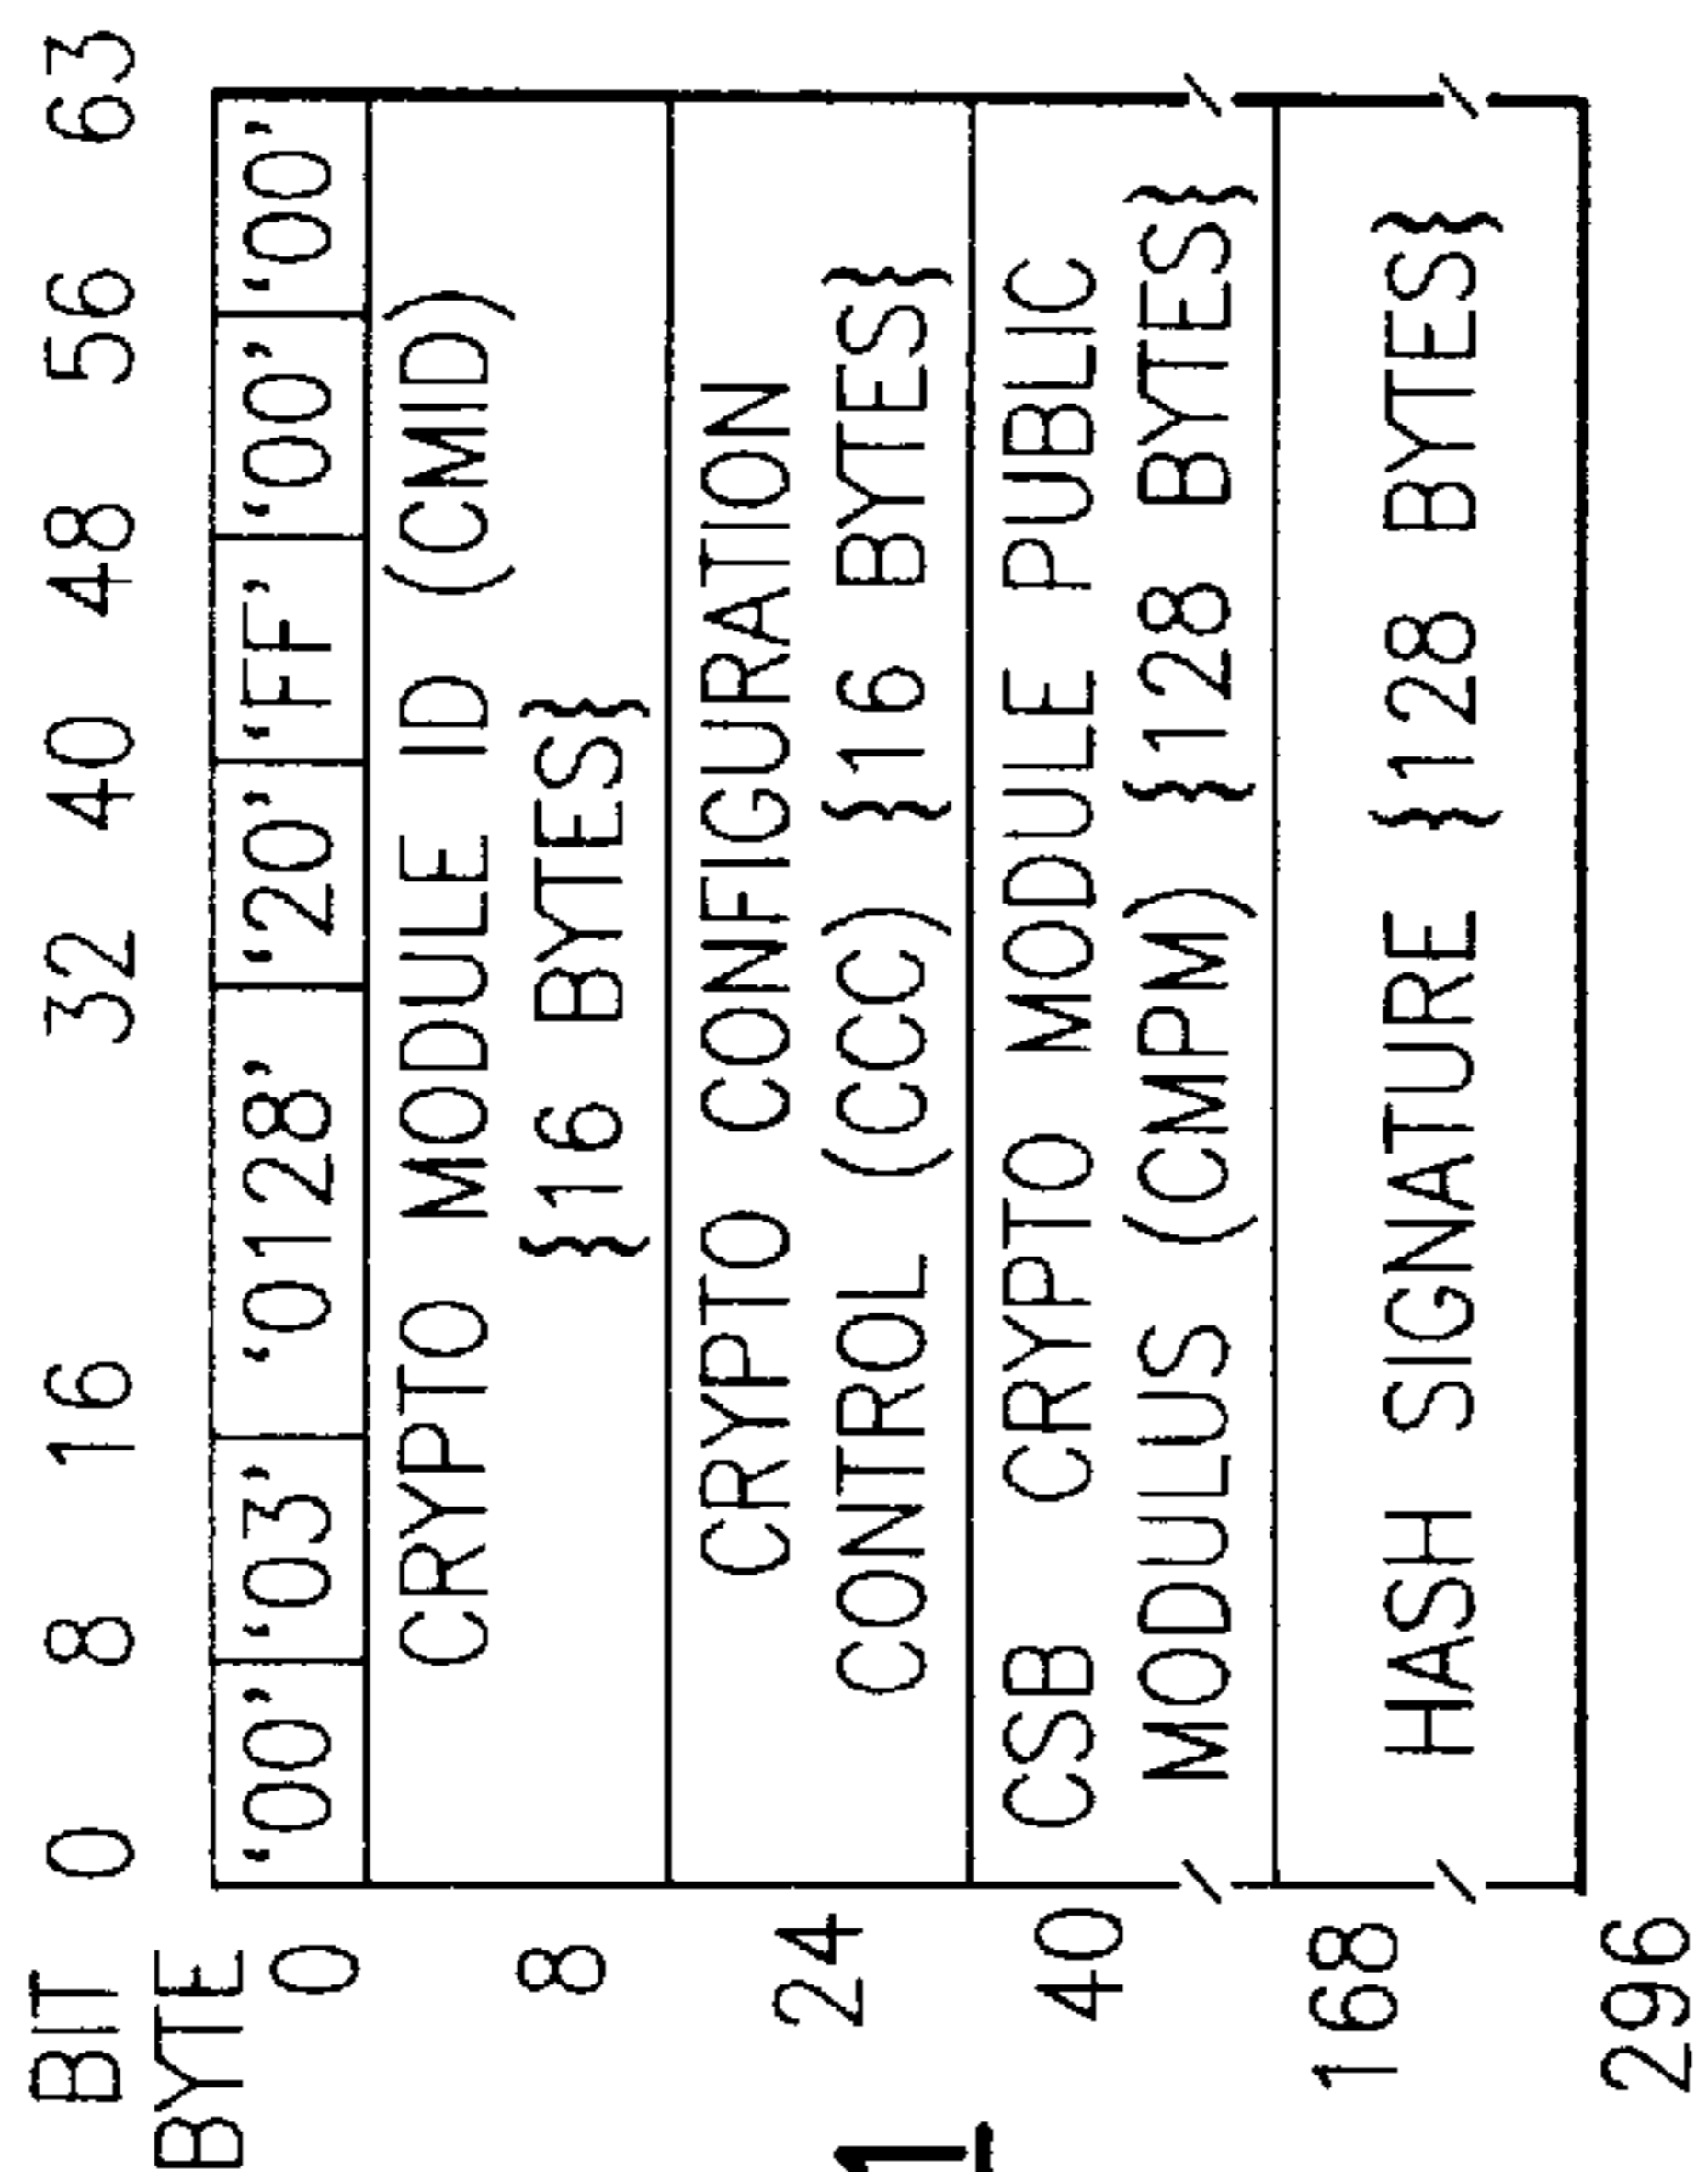 BIT 0 8 16 32 40 48 56 63
BYTE
0 '00' '03' '0128' '20' 'FF' '00' '00'
8 CRYPTO MODULE ID (CMID)
}16 BYTES}
24 CRYPTO CONFIGURATION
CONTROL (CCC) }16 BYTES}
40 CSB CRYPTO MODULE PUBLIC
MODULUS (CMPM) }128 BYTES}
168 HASH SIGNATURE }128 BYTES}
296
1